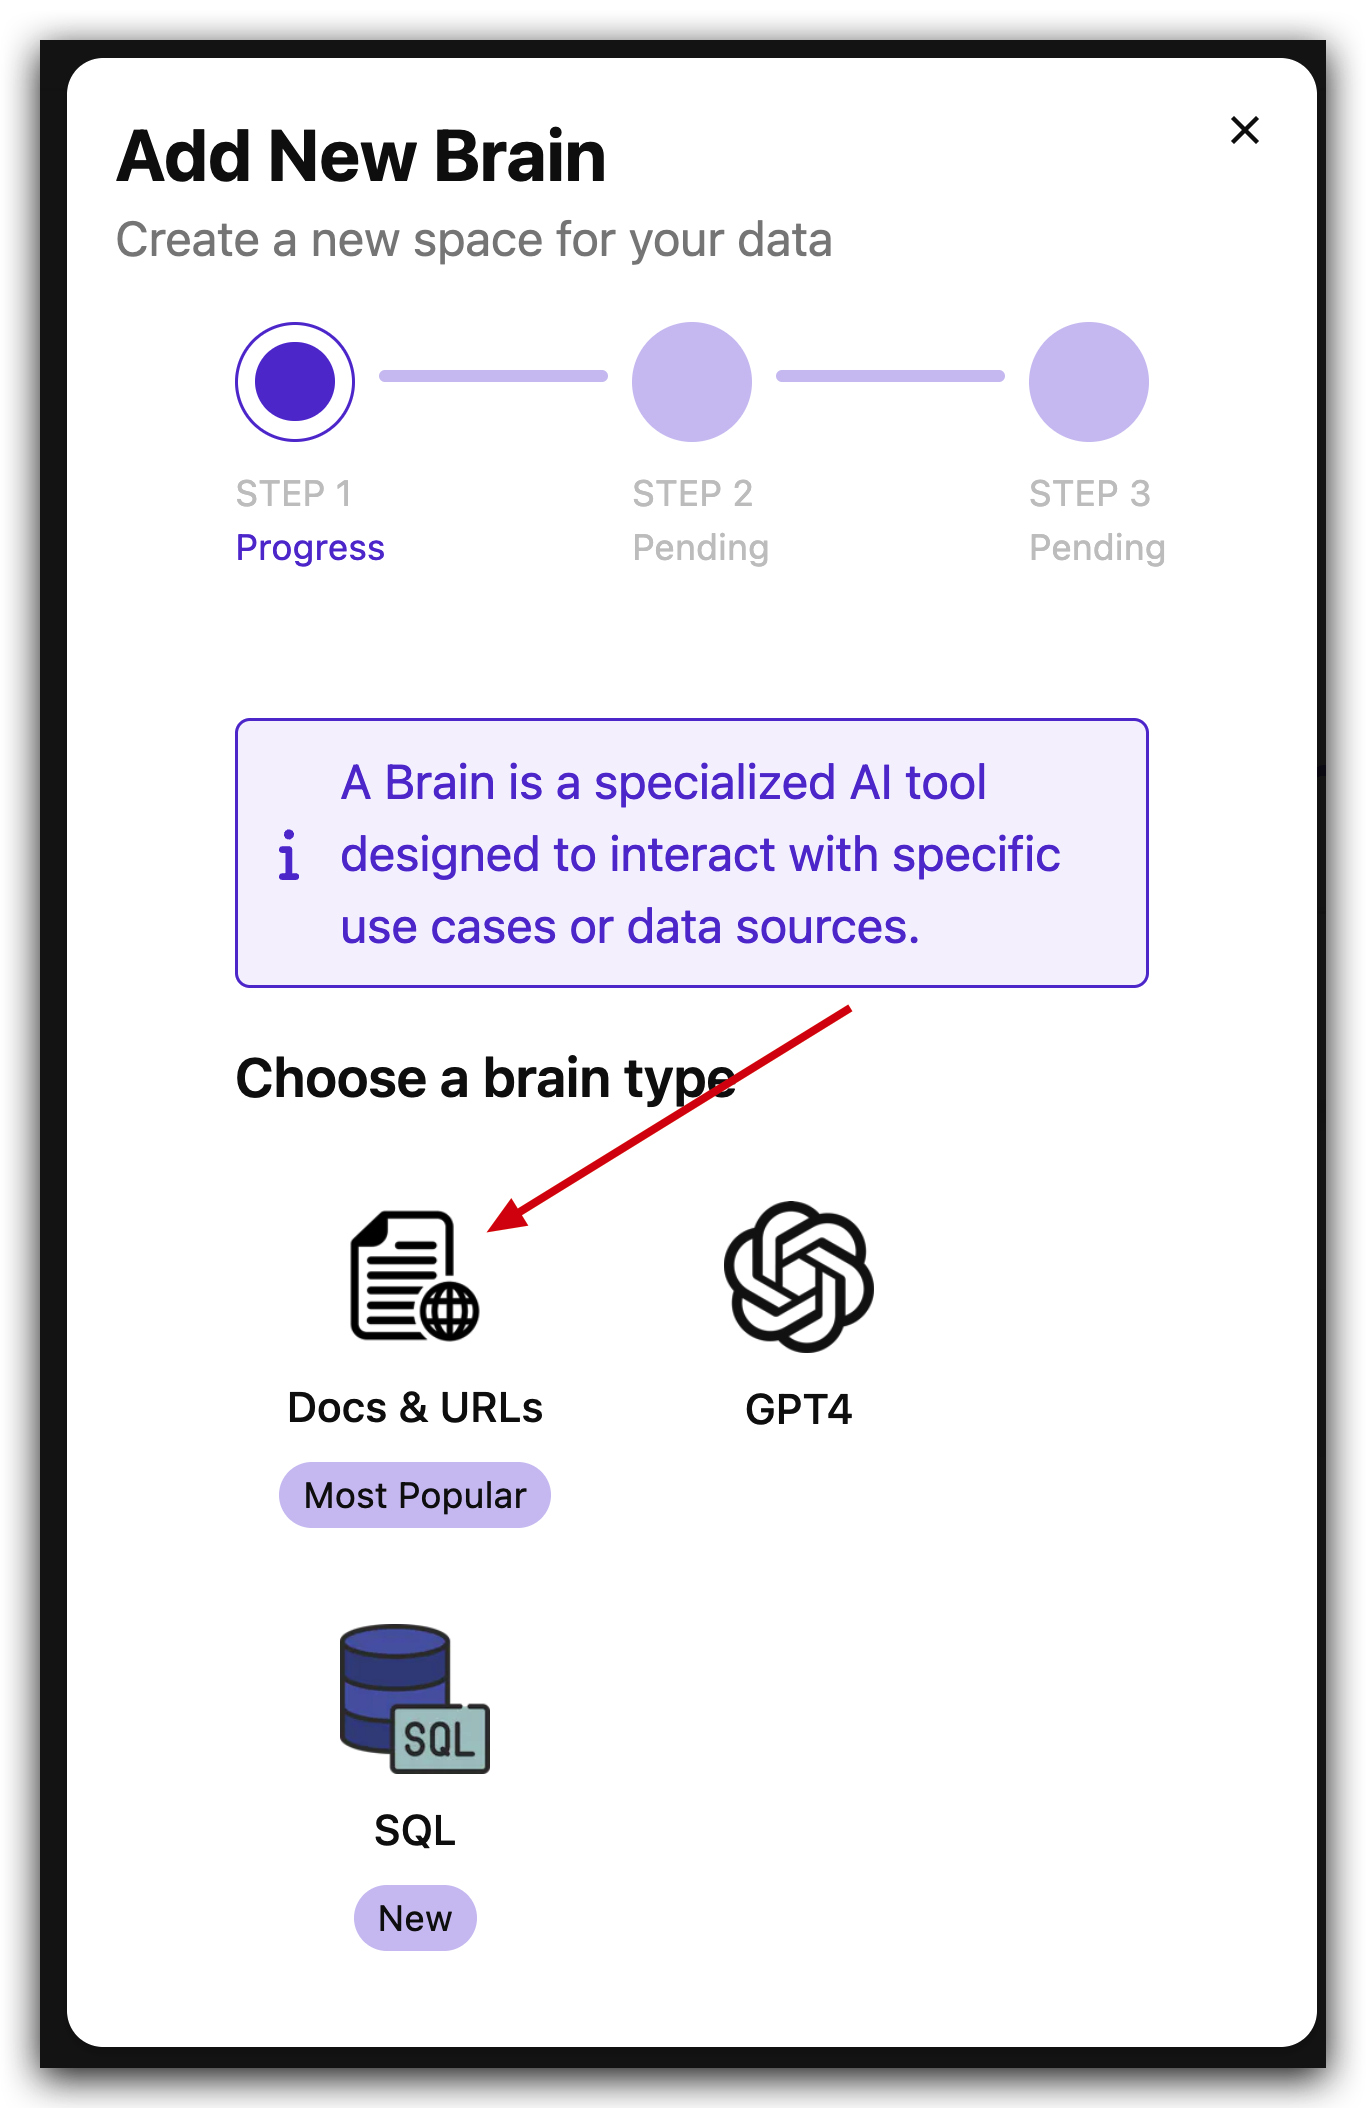 Add New Brain
Create a new space for your data
STEP 1
Progress
STEP 2
Pending
STEP 3
Pending
A Brain is a specialized AI tool
designed to interact with specific
use cases or data sources.
Choose a brain type
Docs & URLs
Most Popular
GPT4
SQL
SQL
New